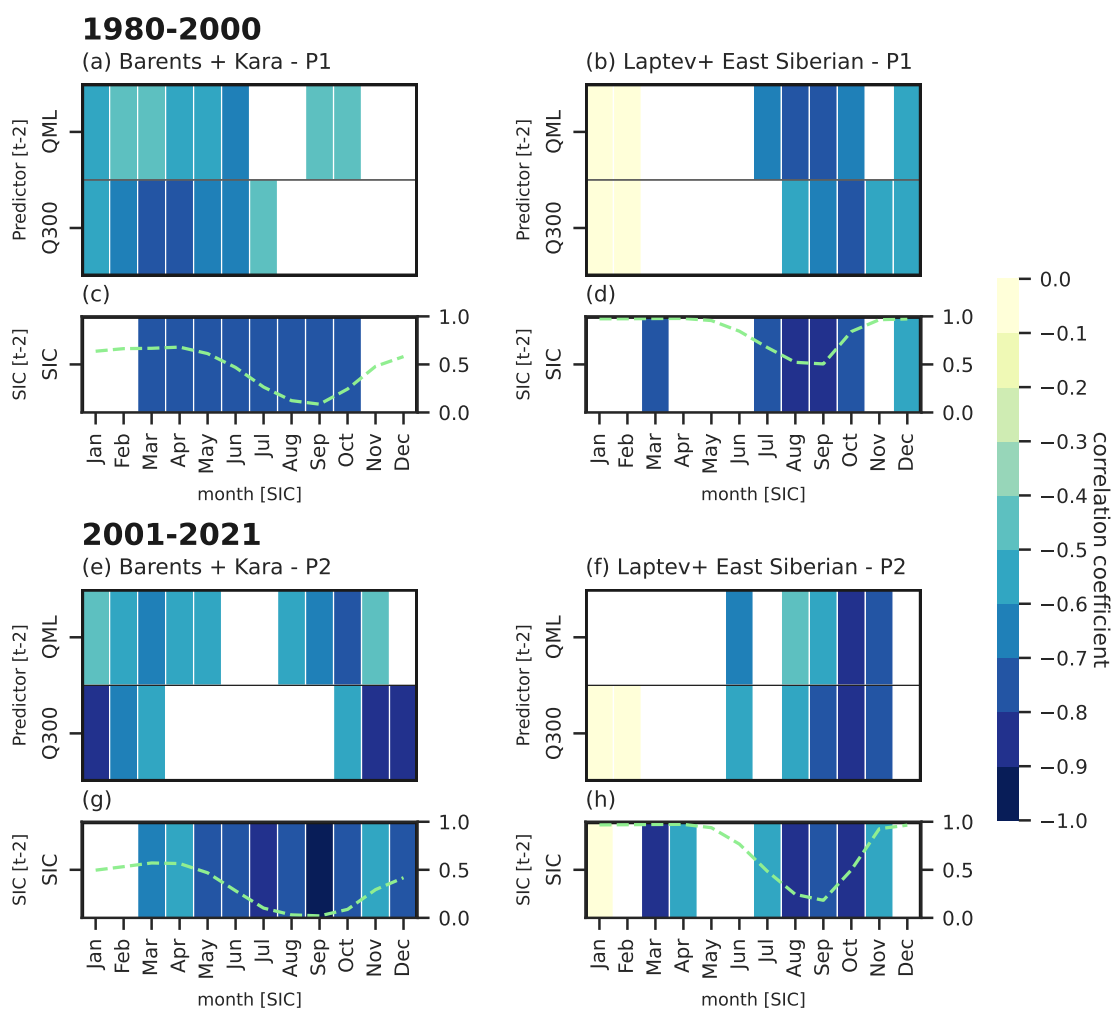 1980-2000
(a) Barents + Kara - P1
(b) Laptev+ East Siberian - P1
Predictor [t-2]
QML
Q300
Predictor [t-2]
QML
Q300
(c)
(d)
SIC [t-2]
SIC
1.0
0.5
0.0
SIC [t-2]
SIC
1.0
0.5
0.0
Jan Feb Mar Apr May Jun Jul Aug Sep Oct Nov Dec
Jan Feb Mar Apr May Jun Jul Aug Sep Oct Nov Dec
month [SIC]
month [SIC]
2001-2021
(e) Barents + Kara - P2
(f) Laptev+ East Siberian - P2
Predictor [t-2]
QML
Q300
Predictor [t-2]
QML
Q300
(g)
(h)
SIC [t-2]
SIC
1.0
0.5
0.0
SIC [t-2]
SIC
1.0
0.5
0.0
Jan Feb Mar Apr May Jun Jul Aug Sep Oct Nov Dec
Jan Feb Mar Apr May Jun Jul Aug Sep Oct Nov Dec
month [SIC]
month [SIC]
0.0
−0.1
−0.2
−0.3
−0.4
−0.5
−0.6
−0.7
−0.8
−0.9
−1.0
correlation coefficient